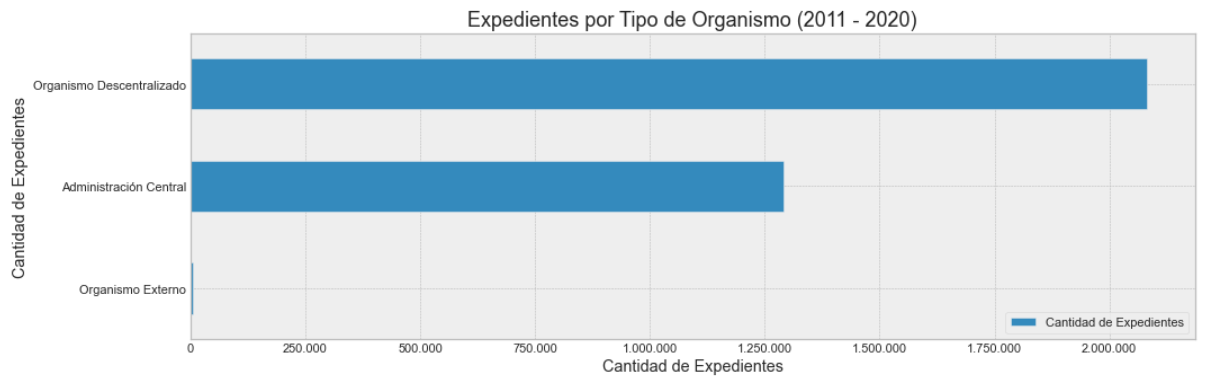 Expedientes por Tipo de Organismo (2011 - 2020)
Cantidad de Expedientes
Organismo Descentralizado
Administración Central
Organismo Externo
Cantidad de Expedientes
0 250.000 500.000 750.000 1.000.000 1.250.000 1.500.000 1.750.000 2.000.000
Cantidad de Expedientes